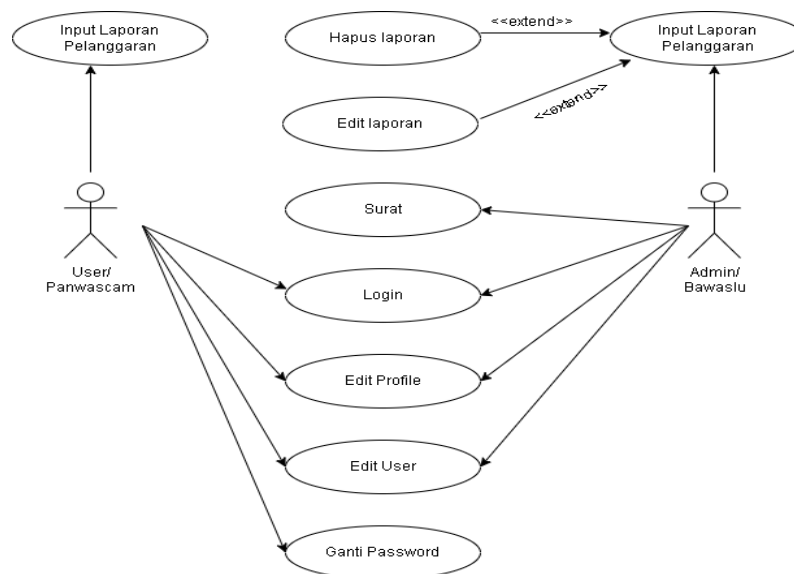 Input Laporan
Pelanggaran
Hapus laporan
<<extend>>
Input Laporan
Pelanggaran
Edit laporan
<<extend>>
Surat
User/
Panwascam
Login
Admin/
Bawaslu
Edit Profile
Edit User
Ganti Password